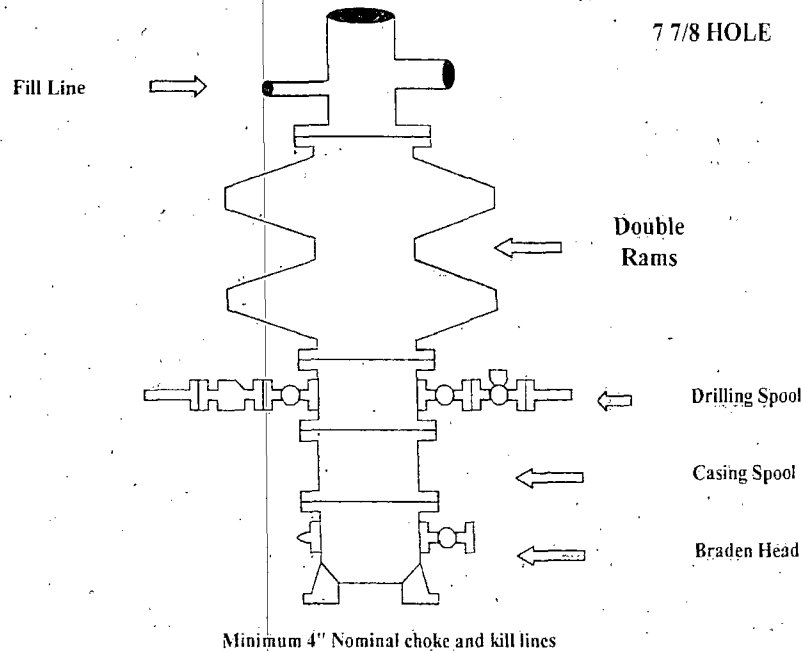 7 7/8 HOLE
Fill Line
Double
Rams
Drilling Spool
Casing Spool
Braden Head
Minimum 4" Nominal choke and kill lines